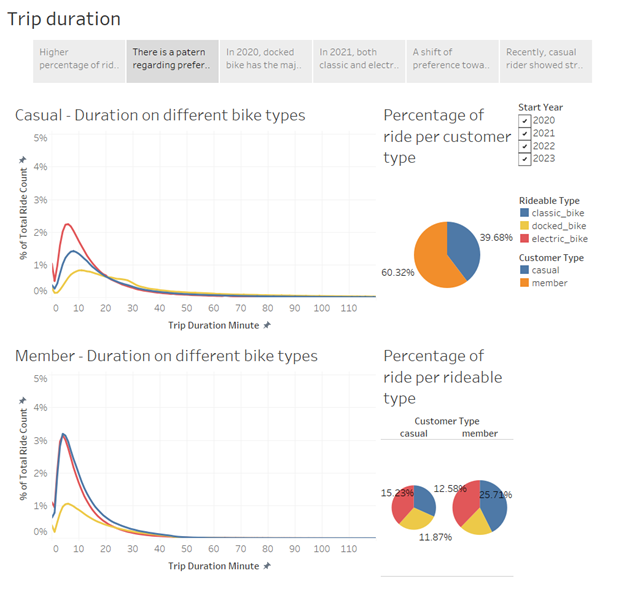 Trip duration
Higher
percentage of rid..
There is a patern
regarding prefer..
In 2020, docked
bike has the maj..
In 2021, both
classic and electr..
A shift of
preference towa..
Recently, casual
rider showed str..
Casual - Duration on different bike types
5%
4%
3%
2%
1%
0%
% of Total Ride Count
0 10 20 30 40 50 60 70 80 90 100 110
Trip Duration Minute
Percentage of
ride per customer
type
39.68%
60.32%
Start Year
2020
2021
2022
2023
Rideable Type
classic_bike
docked_bike
electric_bike
Customer Type
casual
member
Member - Duration on different bike types
5%
4%
3%
2%
1%
0%
% of Total Ride Count
0 10 20 30 40 50 60 70 80 90 100 110
Trip Duration Minute
Percentage of
ride per rideable
type
Customer Type
casual member
15.23% 12.58% 25.71%
11.87%